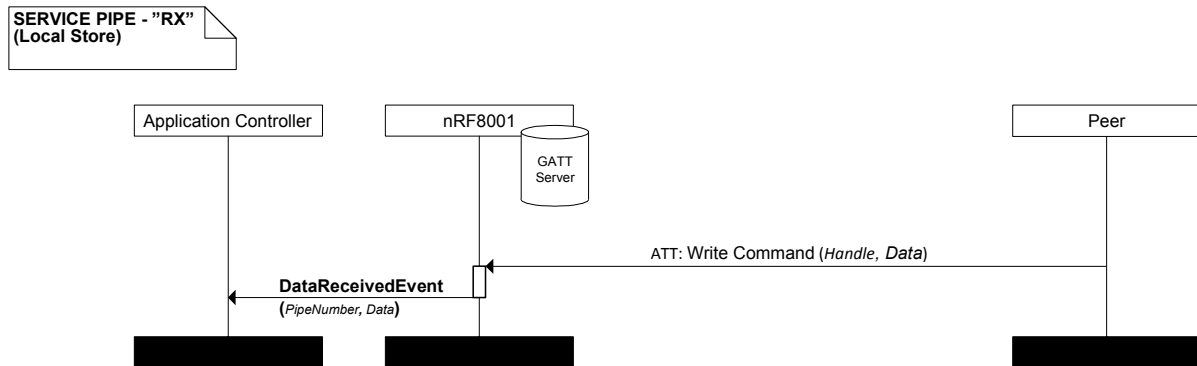 SERVICE PIPE - ”RX”
(Local Store)
Application Controller
nRF8001
Peer
GATT
Server
ATT: Write Command (Handle, Data)
DataReceivedEvent
(PipeNumber, Data)